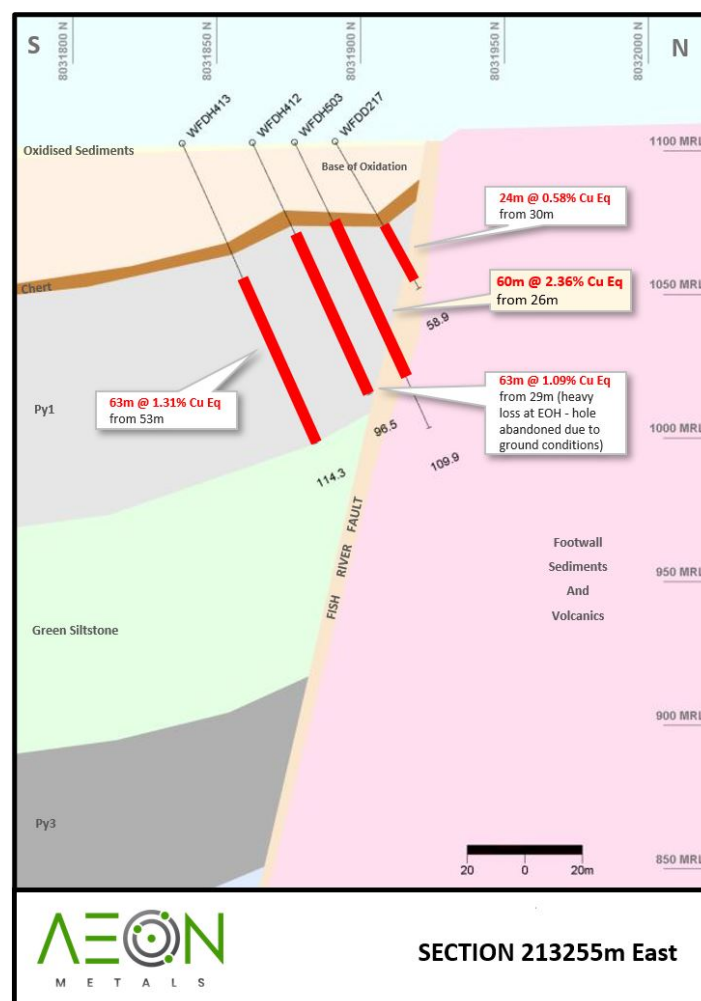 S
8031800 N
8031850 N
8031900 N
8031950 N
8032000 N
N
WFDH413
WFDH412
WFDH503
WFDD217
Oxidised Sediments
Base of Oxidation
1100 MRL
24m @ 0.58% Cu Eq
from 30m
60m @ 2.36% Cu Eq
from 26m
Chert
1050 MRL
58.9
63m @ 1.31% Cu Eq
from 53m
63m @ 1.09% Cu Eq
from 29m (heavy
loss at EOH - hole
abandoned due to
ground conditions)
Py1
96.5
109.9
114.3
1000 MRL
FISH RIVER FAULT
Footwall
Sediments
And
Volcanics
950 MRL
Green Siltstone
900 MRL
Py3
20 0 20m
850 MRL
AEON
METALS
SECTION 213255m East